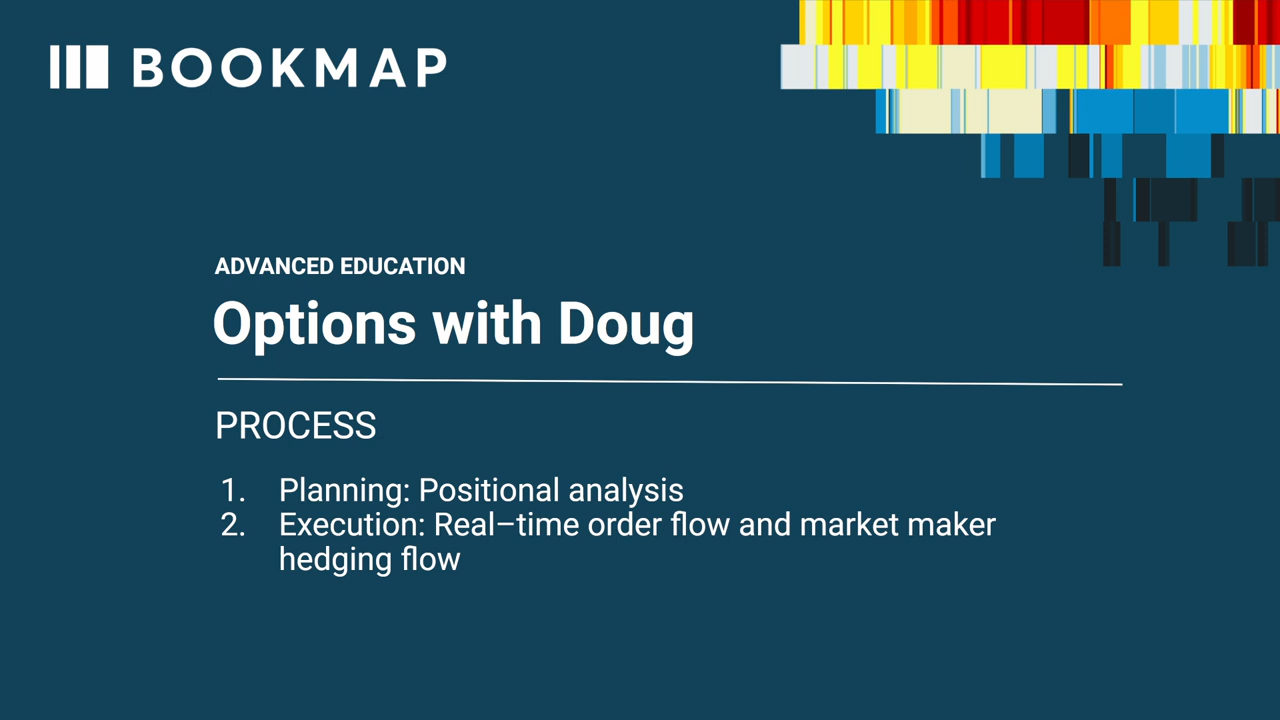 BOOKMAP
ADVANCED EDUCATION
Options with Doug
PROCESS
1. Planning: Positional analysis
2. Execution: Real–time order flow and market maker
hedging flow